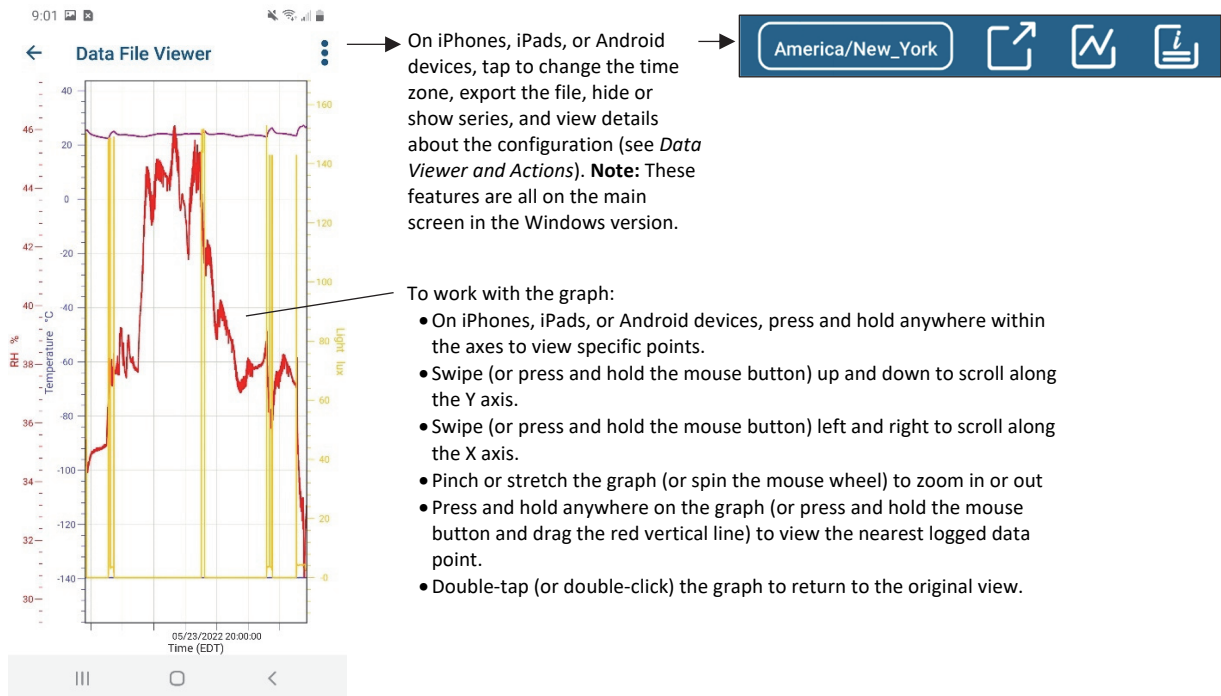 9:01
Data File Viewer
40
20
0
-20
-40
-60
-80
-100
-120
-140
46
44
42
40
38
36
34
32
30
RH %
Temperature °C
160
140
120
100
80
60
40
20
0
Light lux
05/23/2022 20:00:00
Time (EDT)
On iPhones, iPads, or Android
devices, tap to change the time
zone, export the file, hide or
show series, and view details
about the configuration (see Data
Viewer and Actions). Note: These
features are all on the main
screen in the Windows version.
America/New_York
i
To work with the graph:
• On iPhones, iPads, or Android devices, press and hold anywhere within
the axes to view specific points.
• Swipe (or press and hold the mouse button) up and down to scroll along
the Y axis.
• Swipe (or press and hold the mouse button) left and right to scroll along
the X axis.
• Pinch or stretch the graph (or spin the mouse wheel) to zoom in or out
• Press and hold anywhere on the graph (or press and hold the mouse
button and drag the red vertical line) to view the nearest logged data
point.
• Double-tap (or double-click) the graph to return to the original view.